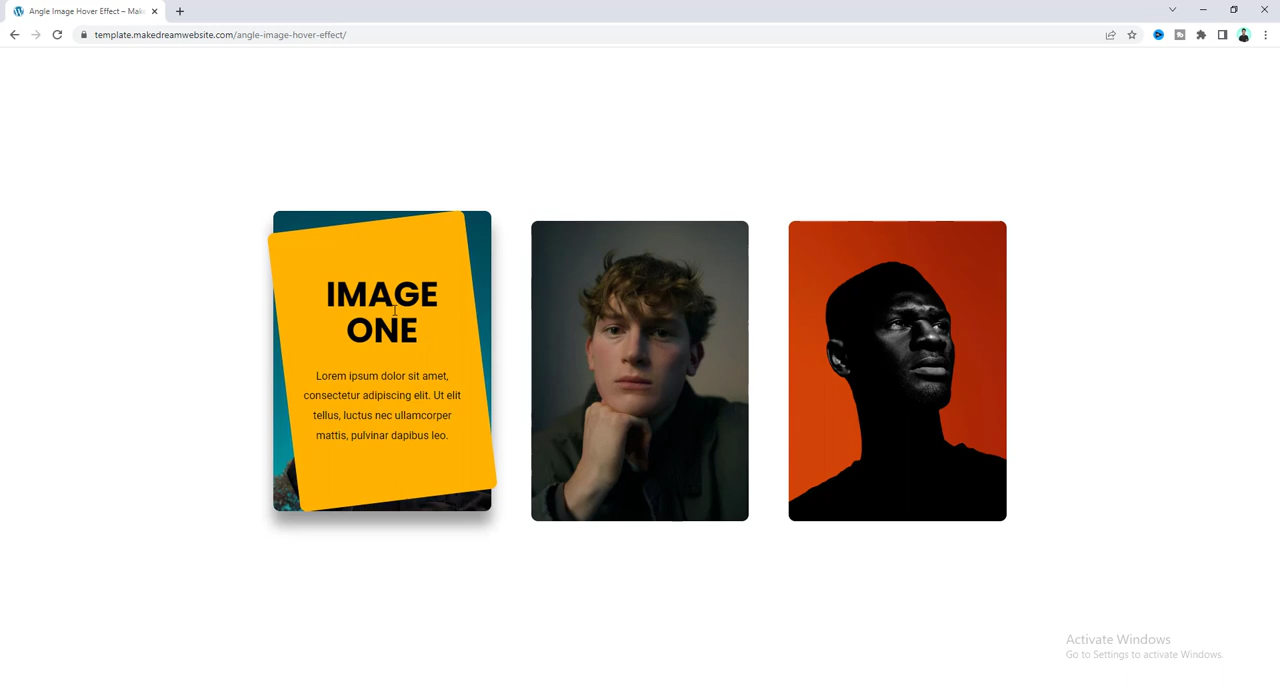 Angle Image Hover Effect – Mak
template.makedreamwebsite.com/angle-image-hover-effect/
IMAGE
ONE
Lorem ipsum dolor sit amet,
consectetur adipiscing elit. Ut elit
tellus, luctus nec ullamcorper
mattis, pulvinar dapibus leo.
Activate Windows
Go to Settings to activate Windows.